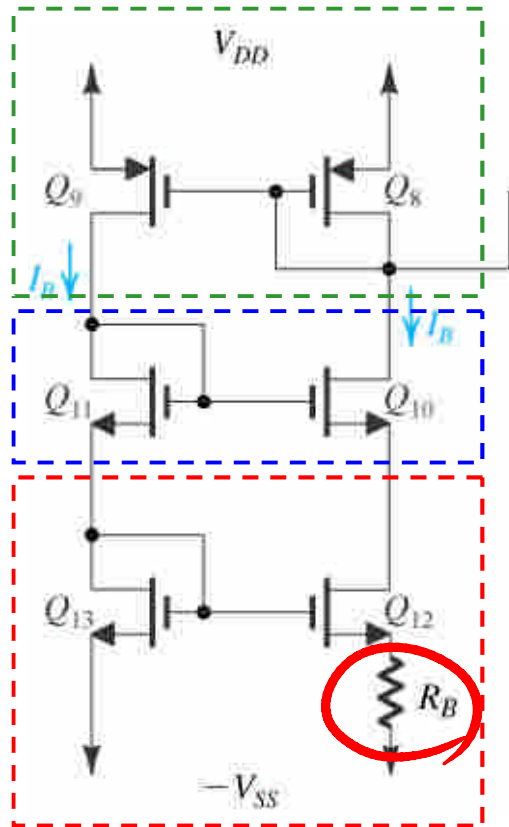 V_DD
Q_9 Q_8
I_B I_B
Q_11 Q_10
Q_13 Q_12
R_B
-V_SS